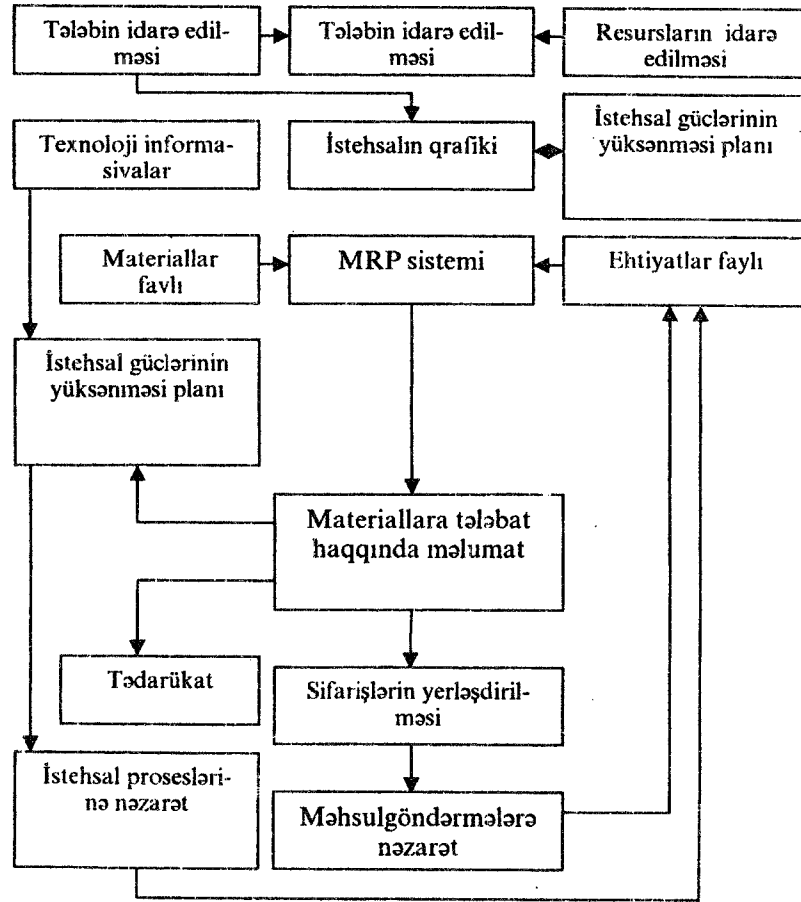 Tələbin idarə edil-
məsi
Tələbin idarə edil-
məsi
Resursların idarə
edilməsi
Texnoloji informa-
sivalar
İstehsalın qrafiki
İstehsal güclərinin
yüksənməsi planı
Materiallar
favlı
MRP sistemi
Ehtiyatlar faylı
İstehsal güclərinin
yüksənməsi planı
Materiallara tələbat
haqqında məlumat
Tədarükat
Sifarişlərin yerləşdiril-
məsi
İstehsal prosesləri-
nə nəzarət
Məhsulgöndərmələrə
nəzarət